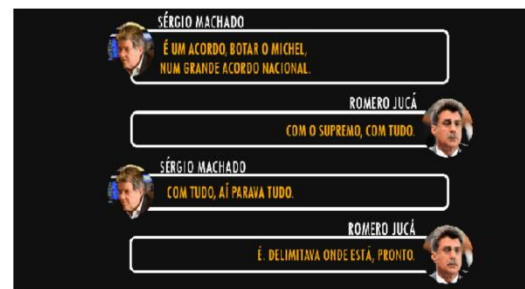 SÉRGIO MACHADO
É UM ACORDO, BOTAR O MICHEL,
NUM GRANDE ACORDO NACIONAL.
ROMERO JUCÁ
COM O SUPREMO, COM TUDO.
SÉRGIO MACHADO
COM TUDO, AÍ PARAVA TUDO.
ROMERO JUCÁ
É. DELIMITAVA ONDE ESTÁ, PRONTO.